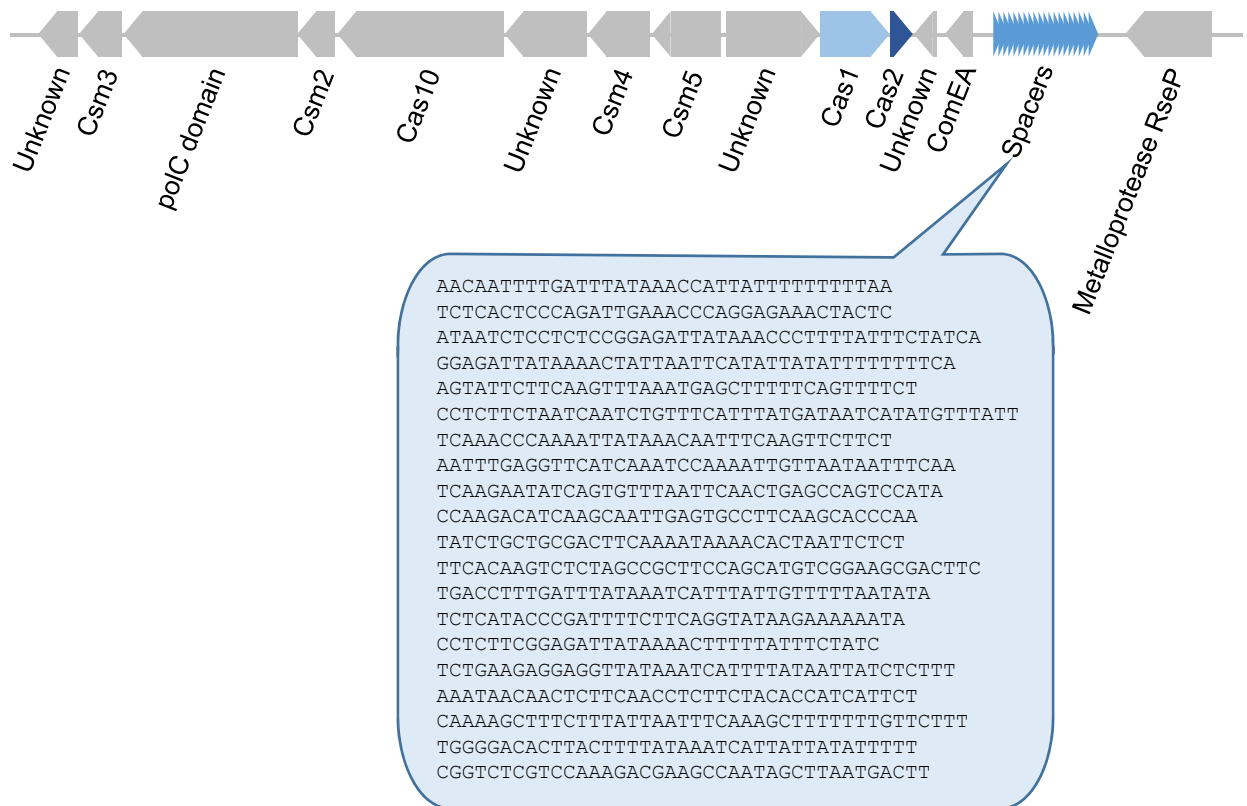 Unknown
Csm3
polC domain
Csm2
Cas10
Unknown
Csm4
Csm5
Unknown
Cas1
Cas2
Unknown
ComEA
Spacers
Metalloprotease RseP
AACAATTTTGATTTATAAACCATTATTTTTTTTTAA
TCTCACTCCCAGATTGAAACCCAGGAGAAACTACTC
ATAATCTCCTCTCCGGAGATTATAAACCCTTTTATTTCTATCA
GGAGATTATAAAACTATTAATTCATATTATATTTTTTTTCA
AGTATTCTTCAAGTTTAAATGAGCTTTTTCAGTTTTCT
CCTCTTCTAATCAATCTGTTTCATTTATGATAATCATATGTTTATT
TCAAACCCAAAATTATAAACAATTTCAAGTTCTTCT
AATTTGAGGTTCATCAAATCCAAAATTGTTAATAATTTCAA
TCAAGAATATCAGTGTTTAATTCAACTGAGCCAGTCCATA
CCAAGACATCAAGCAATTGAGTGCCTTCAAGCACCCAA
TATCTGCTGCGACTTCAAAATAAAACACTAATTCTCT
TTCACAAGTCTCTAGCCGCTTCCAGCATGTCGGAAGCGACTTC
TGACCTTTGATTTATAAATCATTTATTGTTTTTAATATA
TCTCATACCCGATTTTCTTCAGGTATAAGAAAAAATA
CCTCTTCGGAGATTATAAAACTTTTTATTTCTATC
TCTGAAGAGGAGGTTATAAATCATTTTATAATTATCTCTTT
AAATAACAACTCTTCAACCTCTTCTACACCATCATTCT
CAAAAGCTTTCTTTATTAATTTCAAAGCTTTTTTTGTTCTTT
TGGGGACACTTACTTTTATAAATCATTATTATATTTTT
CGGTCTCGTCCAAAGACGAAGCCAATAGCTTAATGACTT